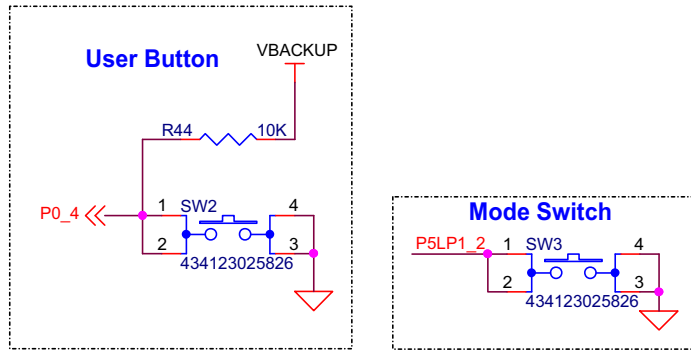 User Button
VBACKUP
R44
10K
P0_4
1
SW2
4
2
3
434123025826
Mode Switch
P5LP1_2
1
SW3
4
2
3
434123025826